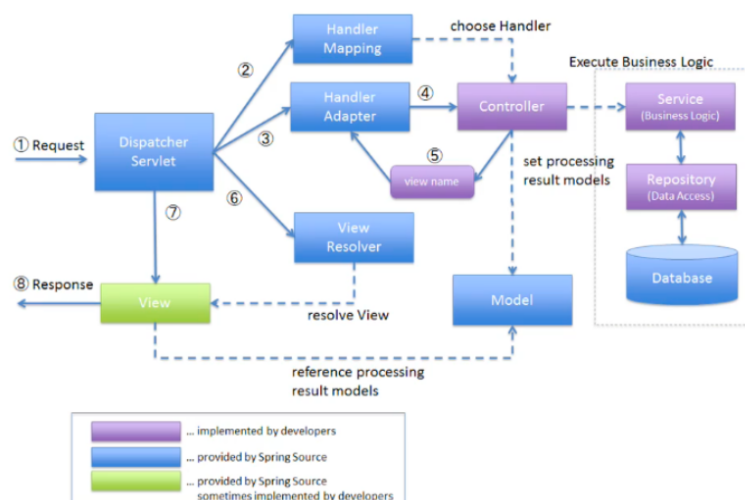 Handler
Mapping
choose Handler
②
Execute Business Logic
Handler
Adapter
④
Controller
Service
(Business Logic)
① Request
Dispatcher
Servlet
③
⑤
view name
set processing
result models
Repository
(Data Access)
⑥
⑦
View
Resolver
Database
⑧ Response
View
resolve View
Model
reference processing
result models
... implemented by developers
... provided by Spring Source
... provided by Spring Source
sometimes implemented by developers